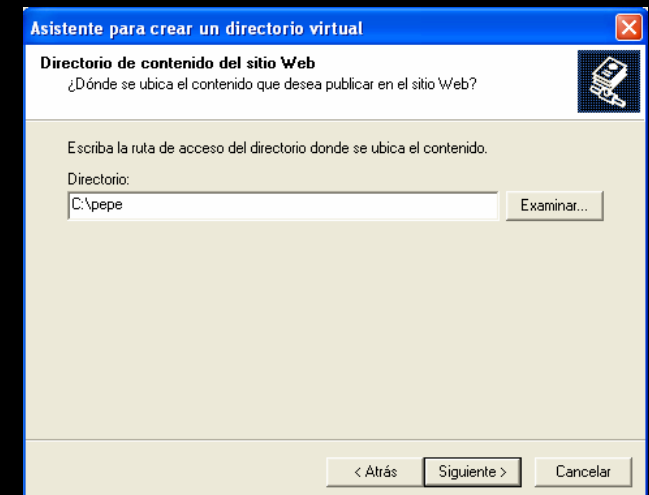 Asistente para crear un directorio virtual
Directorio de contenido del sitio Web
¿Dónde se ubica el contenido que desea publicar en el sitio Web?
Escriba la ruta de acceso del directorio donde se ubica el contenido.
Directorio:
C:\pepe
Examinar...
< Atrás
Siguiente >
Cancelar